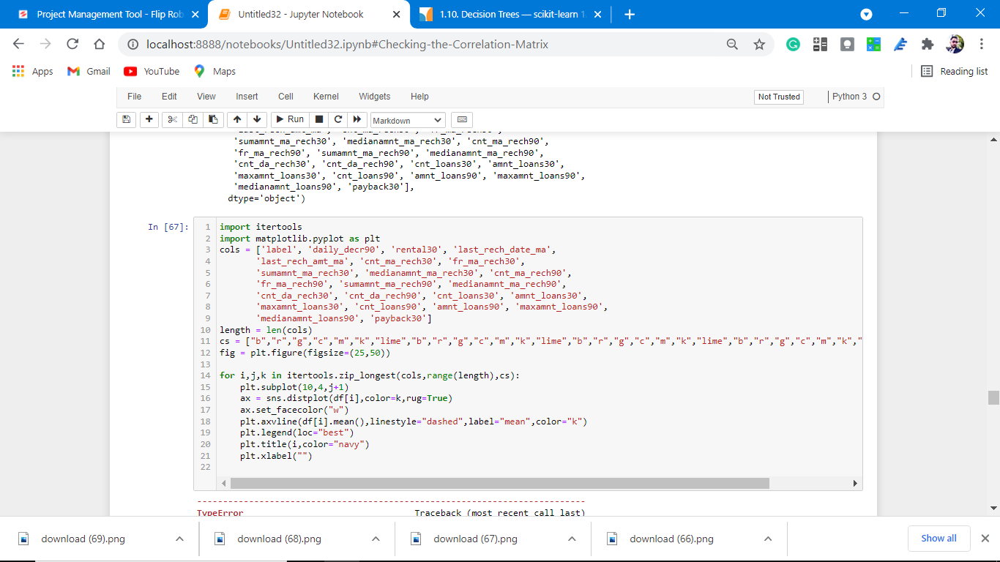 Project Management Tool - Flip Rob
Untitled32 - Jupyter Notebook
1.10. Decision Trees — scikit-learn 1.
localhost:8888/notebooks/Untitled32.ipynb#Checking-the-Correlation-Matrix
Apps Gmail YouTube Maps Reading list
File Edit View Insert Cell Kernel Widgets Help Not Trusted Python 3
Run Markdown
'sumamnt_ma_rech30', 'medianamnt_ma_rech30', 'cnt_ma_rech90',
'fr_ma_rech90', 'sumamnt_ma_rech90', 'medianamnt_ma_rech90',
'cnt_da_rech30', 'cnt_da_rech90', 'cnt_loans30', 'amnt_loans30',
'maxamnt_loans30', 'cnt_loans90', 'amnt_loans90', 'maxamnt_loans90',
'medianamnt_loans90', 'payback30'],
dtype='object')
In [67]:
1 import itertools
2 import matplotlib.pyplot as plt
3 cols = ['label', 'daily_decr90', 'rental30', 'last_rech_date_ma',
4 'last_rech_amt_ma', 'cnt_ma_rech30', 'fr_ma_rech30',
5 'sumamnt_ma_rech30', 'medianamnt_ma_rech30', 'cnt_ma_rech90',
6 'fr_ma_rech90', 'sumamnt_ma_rech90', 'medianamnt_ma_rech90',
7 'cnt_da_rech30', 'cnt_da_rech90', 'cnt_loans30', 'amnt_loans30',
8 'maxamnt_loans30', 'cnt_loans90', 'amnt_loans90', 'maxamnt_loans90',
9 'medianamnt_loans90', 'payback30']
10 length = len(cols)
11 cs = ["b","r","g","c","m","k","lime","b","r","g","c","m","k","lime","b","r","g","c","m","k","lime","b","r","g","c","m","k","
12 fig = plt.figure(figsize=(25,50))
13
14 for i,j,k in itertools.zip_longest(cols,range(length),cs):
15 plt.subplot(10,4,j+1)
16 ax = sns.distplot(df[i],color=k,rug=True)
17 ax.set_facecolor("w")
18 plt.axvline(df[i].mean(),linestyle="dashed",label="mean",color="k")
19 plt.legend(loc="best")
20 plt.title(i,color="navy")
21 plt.xlabel("")
22
---------------------------------------------------------------------------
TypeError Traceback (most recent call last)
download (69).png download (68).png download (67).png download (66).png Show all